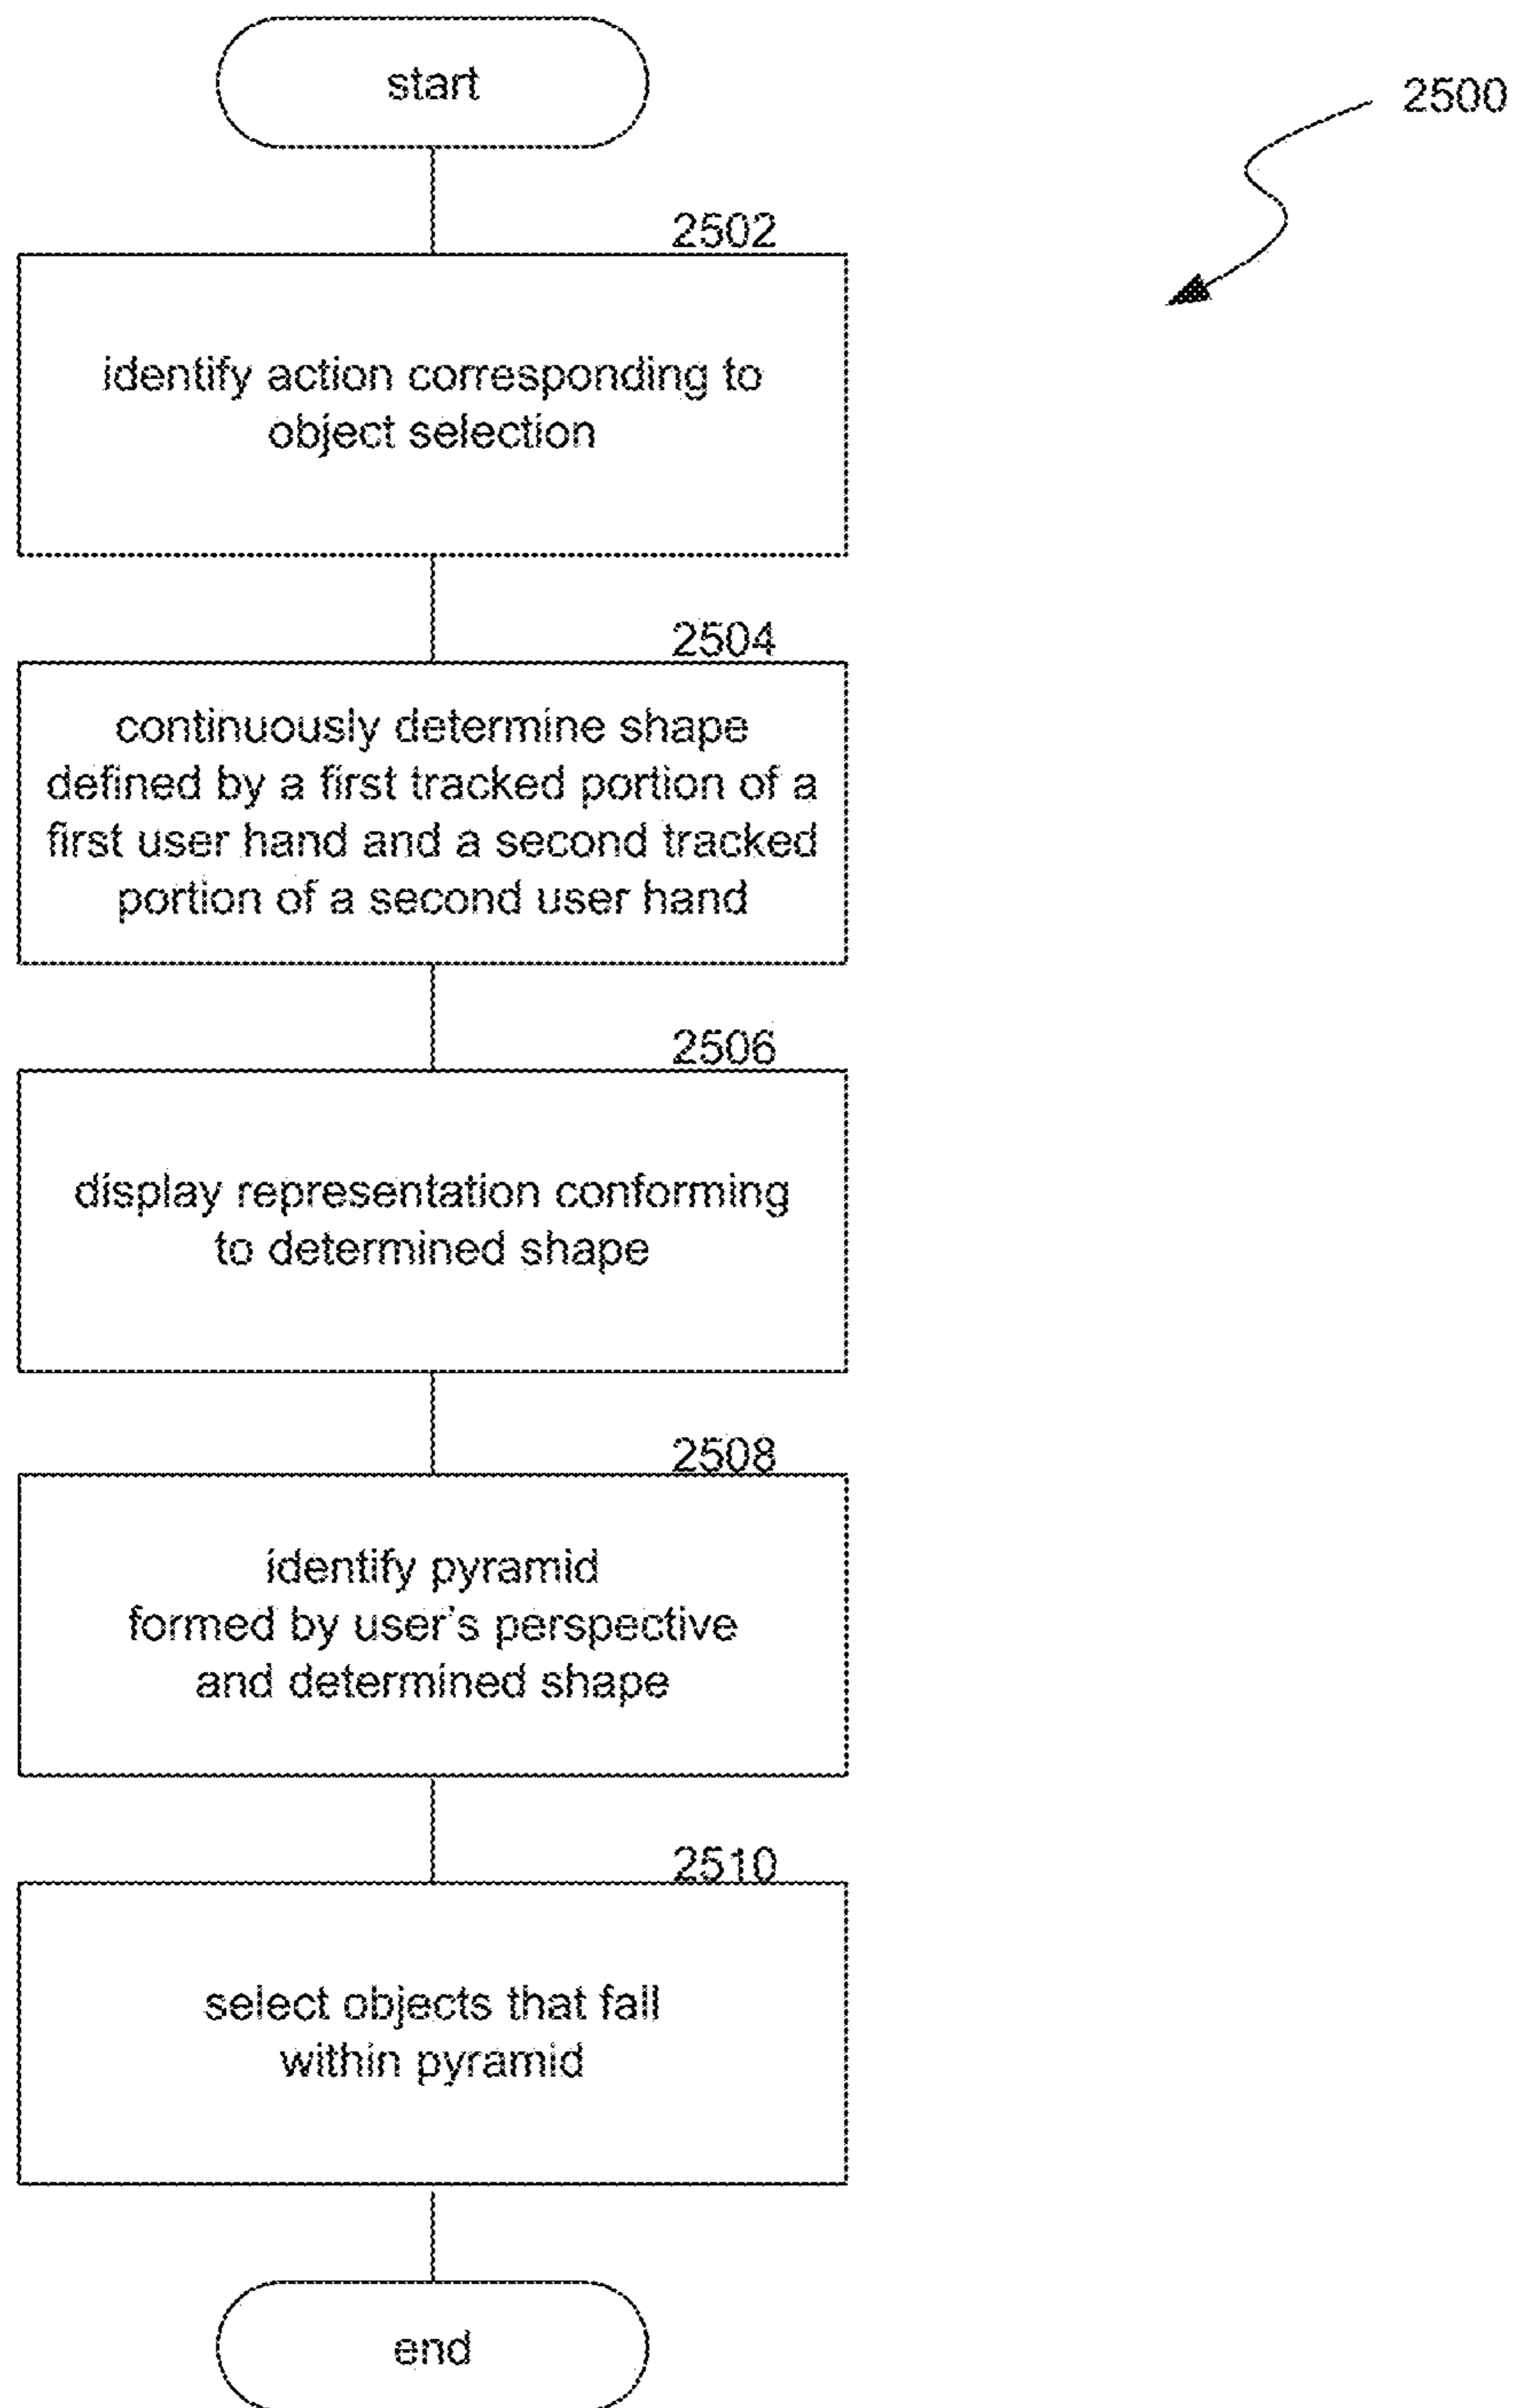 start
2500
2502
identify action corresponding to
object selection
2504
continuously determine shape
defined by a first tracked portion of a
first user hand and a second tracked
portion of a second user hand
2506
display representation conforming
to determined shape
2508
identify pyramid
formed by user's perspective
and determined shape
2510
select objects that fall
within pyramid
end